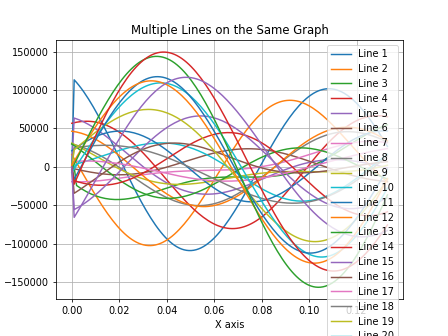 Multiple Lines on the Same Graph
150000
100000
50000
0
−50000
−100000
−150000
0.00
0.02
0.04
0.06
0.08
0.10
X axis
Line 1
Line 2
Line 3
Line 4
Line 5
Line 6
Line 7
Line 8
Line 9
Line 10
Line 11
Line 12
Line 13
Line 14
Line 15
Line 16
Line 17
Line 18
Line 19
Line 20